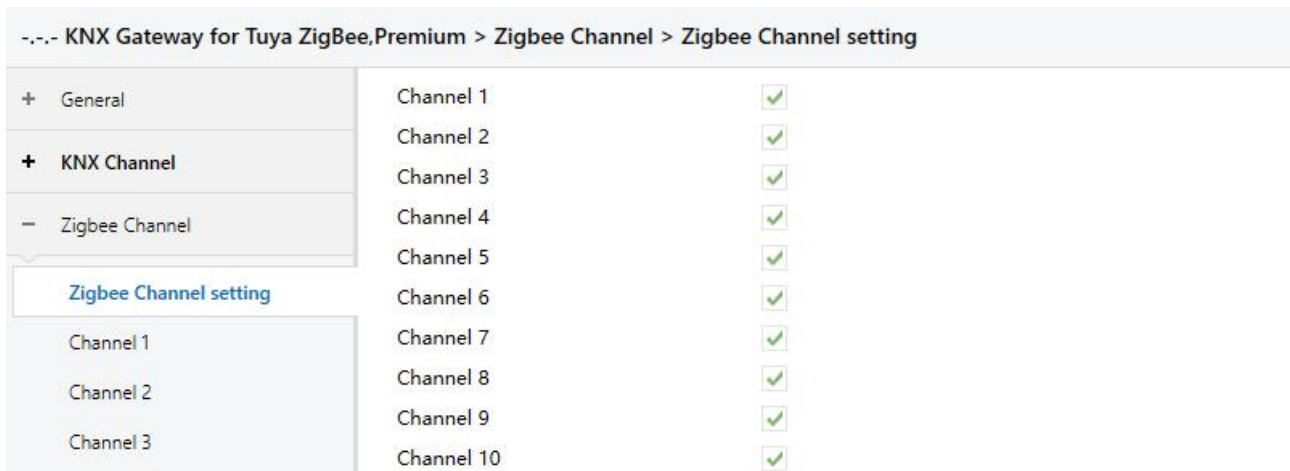 -.-.- KNX Gateway for Tuya ZigBee,Premium > Zigbee Channel > Zigbee Channel setting
+ General
+ KNX Channel
− Zigbee Channel
Zigbee Channel setting
Channel 1
Channel 2
Channel 3
Channel 1
Channel 2
Channel 3
Channel 4
Channel 5
Channel 6
Channel 7
Channel 8
Channel 9
Channel 10